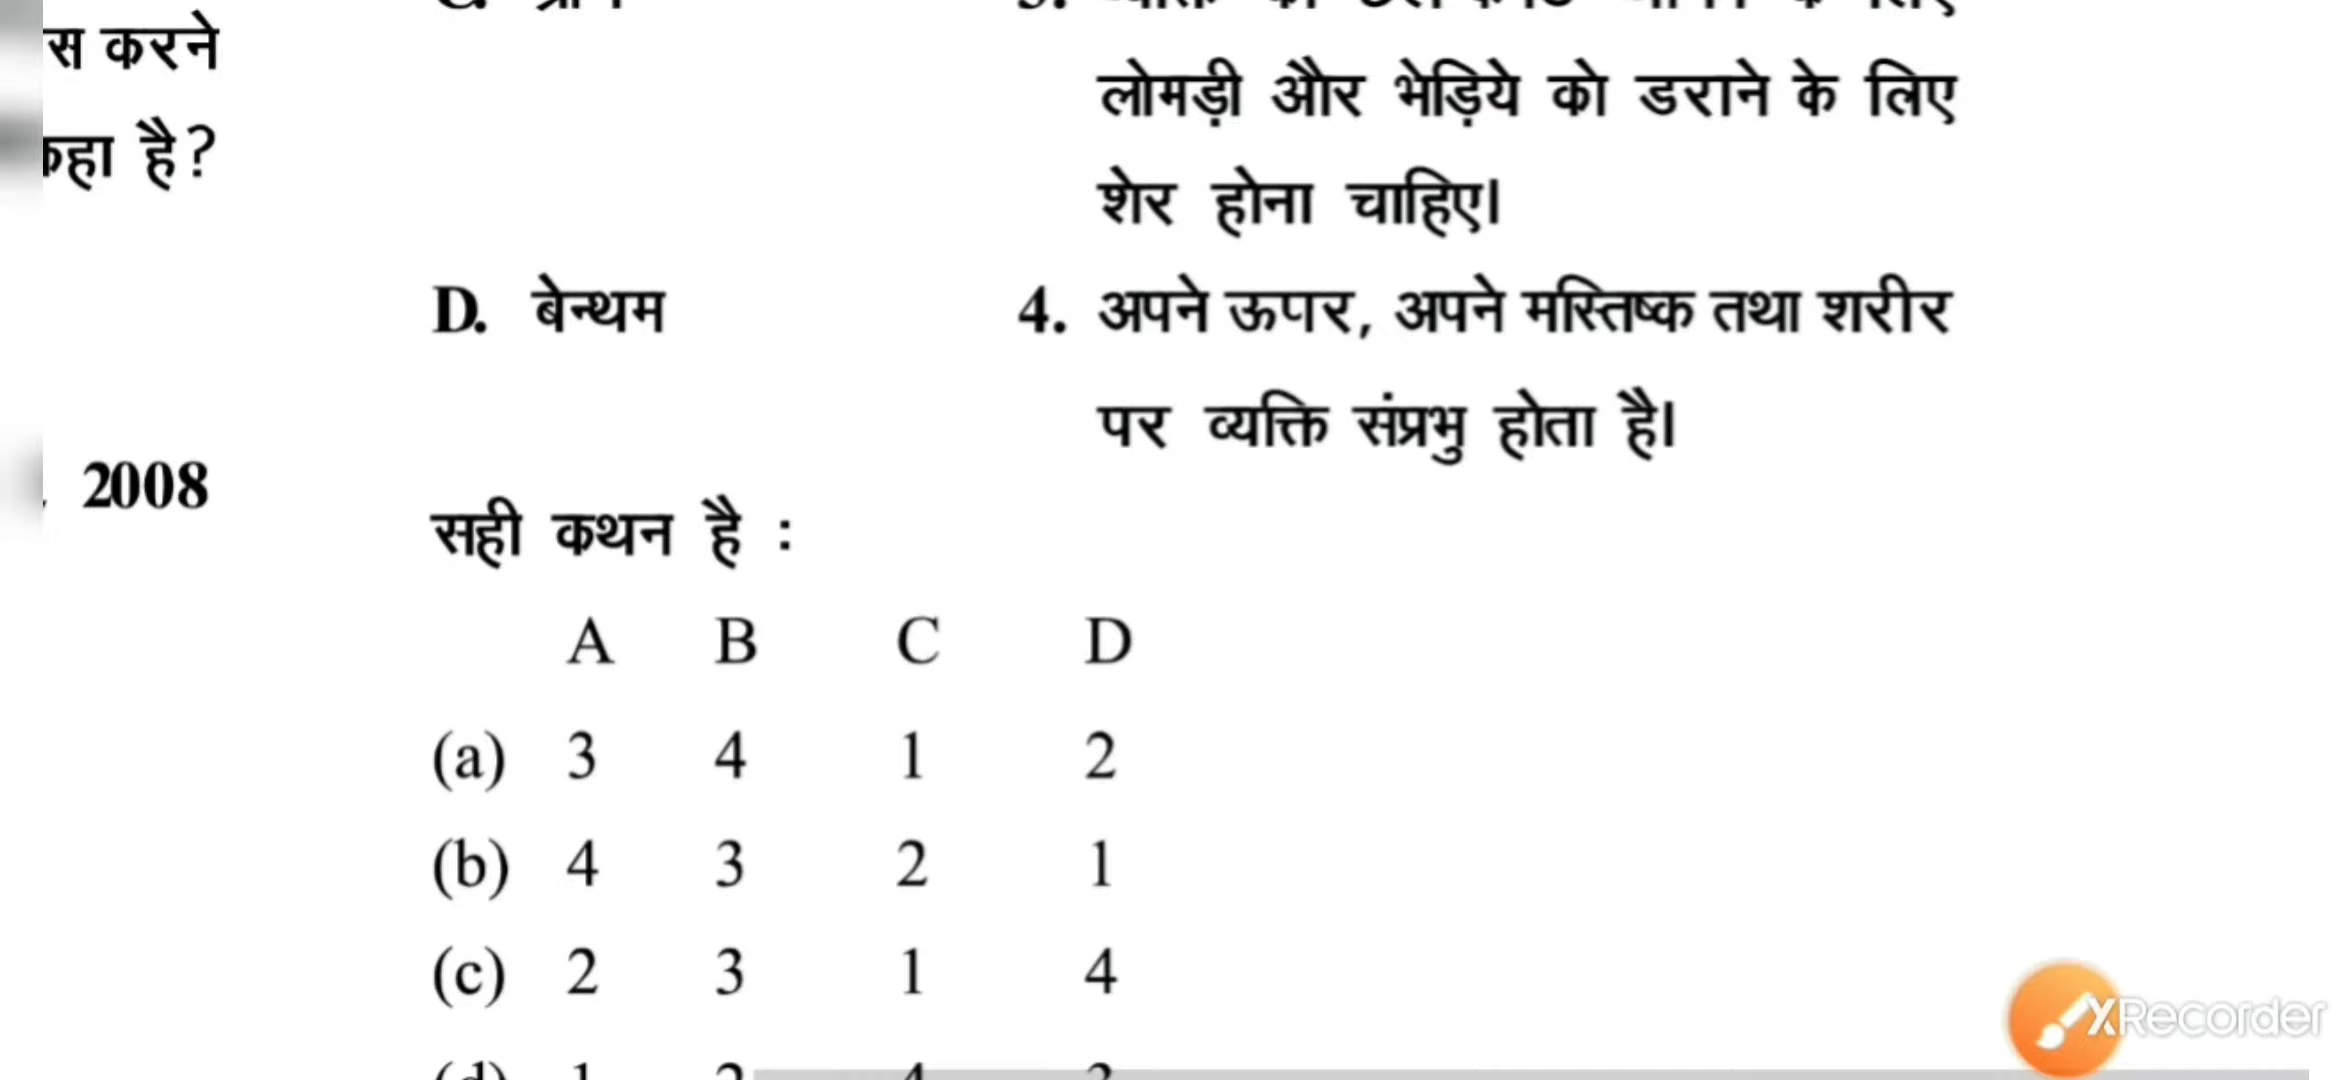 स करने
कहा है?
2008
लोमड़ी और भेड़िये को डराने के लिए
शेर होना चाहिए।
D. बेन्थम
4. अपने ऊपर, अपने मस्तिष्क तथा शरीर
पर व्यक्ति संप्रभु होता है।
सही कथन है :
A B C D
(a) 3 4 1 2
(b) 4 3 2 1
(c) 2 3 1 4
XRecorder